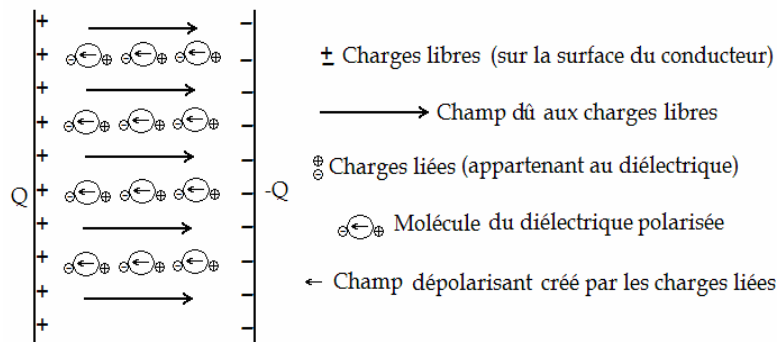 ± Charges libres (sur la surface du conducteur)
Champ dû aux charges libres
Charges liées (appartenant au diélectrique)
Q
-Q
Molécule du diélectrique polarisée
Champ dépolarisant créé par les charges liées